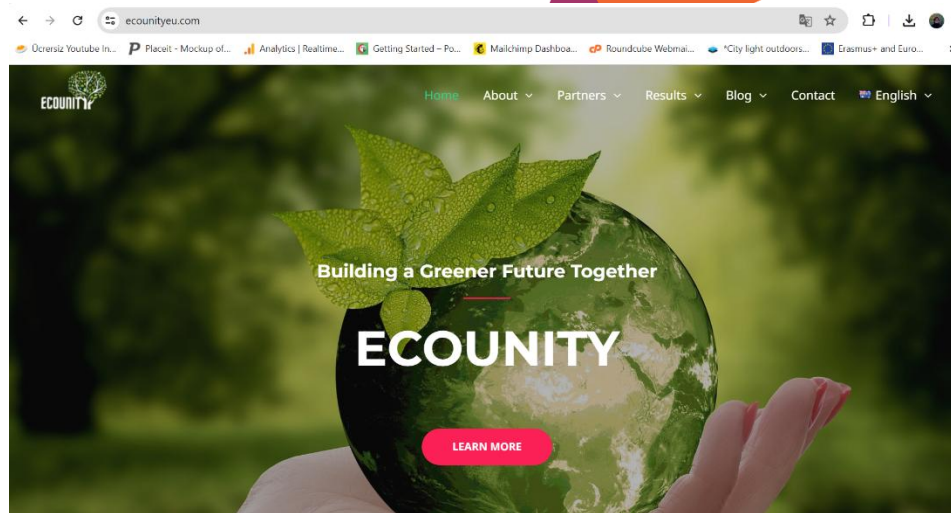 ecounityeu.com
Ücrersiz Youtube In... Placeit - Mockup of... Analytics | Realtime... Getting Started – Po... Mailchimp Dashboa... Roundcube Webmai... *City light outdoors... Erasmus+ and Euro...
ECOUNITY
Home About Partners Results Blog Contact English
Building a Greener Future Together
ECOUNITY
LEARN MORE